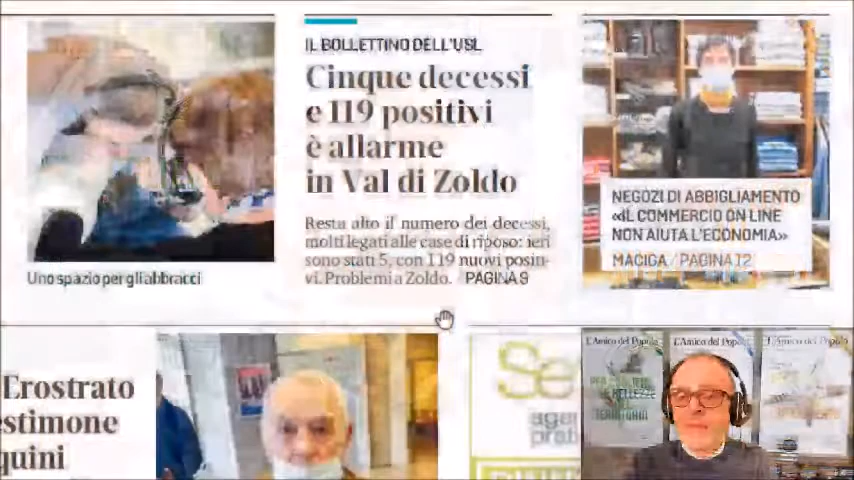 IL BOLLETTINO DELL'USL
Cinque decessi
e 119 positivi
è allarme
in Val di Zoldo
Resta alto il numero dei decessi,
molti legati alle case di riposo: ieri
sono stati 5, con 119 nuovi positi-
vi. Problemi a Zoldo. PAGINA 9
Uno spazio per gli abbracci
NEGOZI DI ABBIGLIAMENTO
«IL COMMERCIO ON LINE
NON AIUTA L'ECONOMIA»
MACIGA / PAGINA 12
Erostrato
estimone
quini
Se
L'Amico del Popolo
L'Amico del Popolo
L'Amico del Popolo